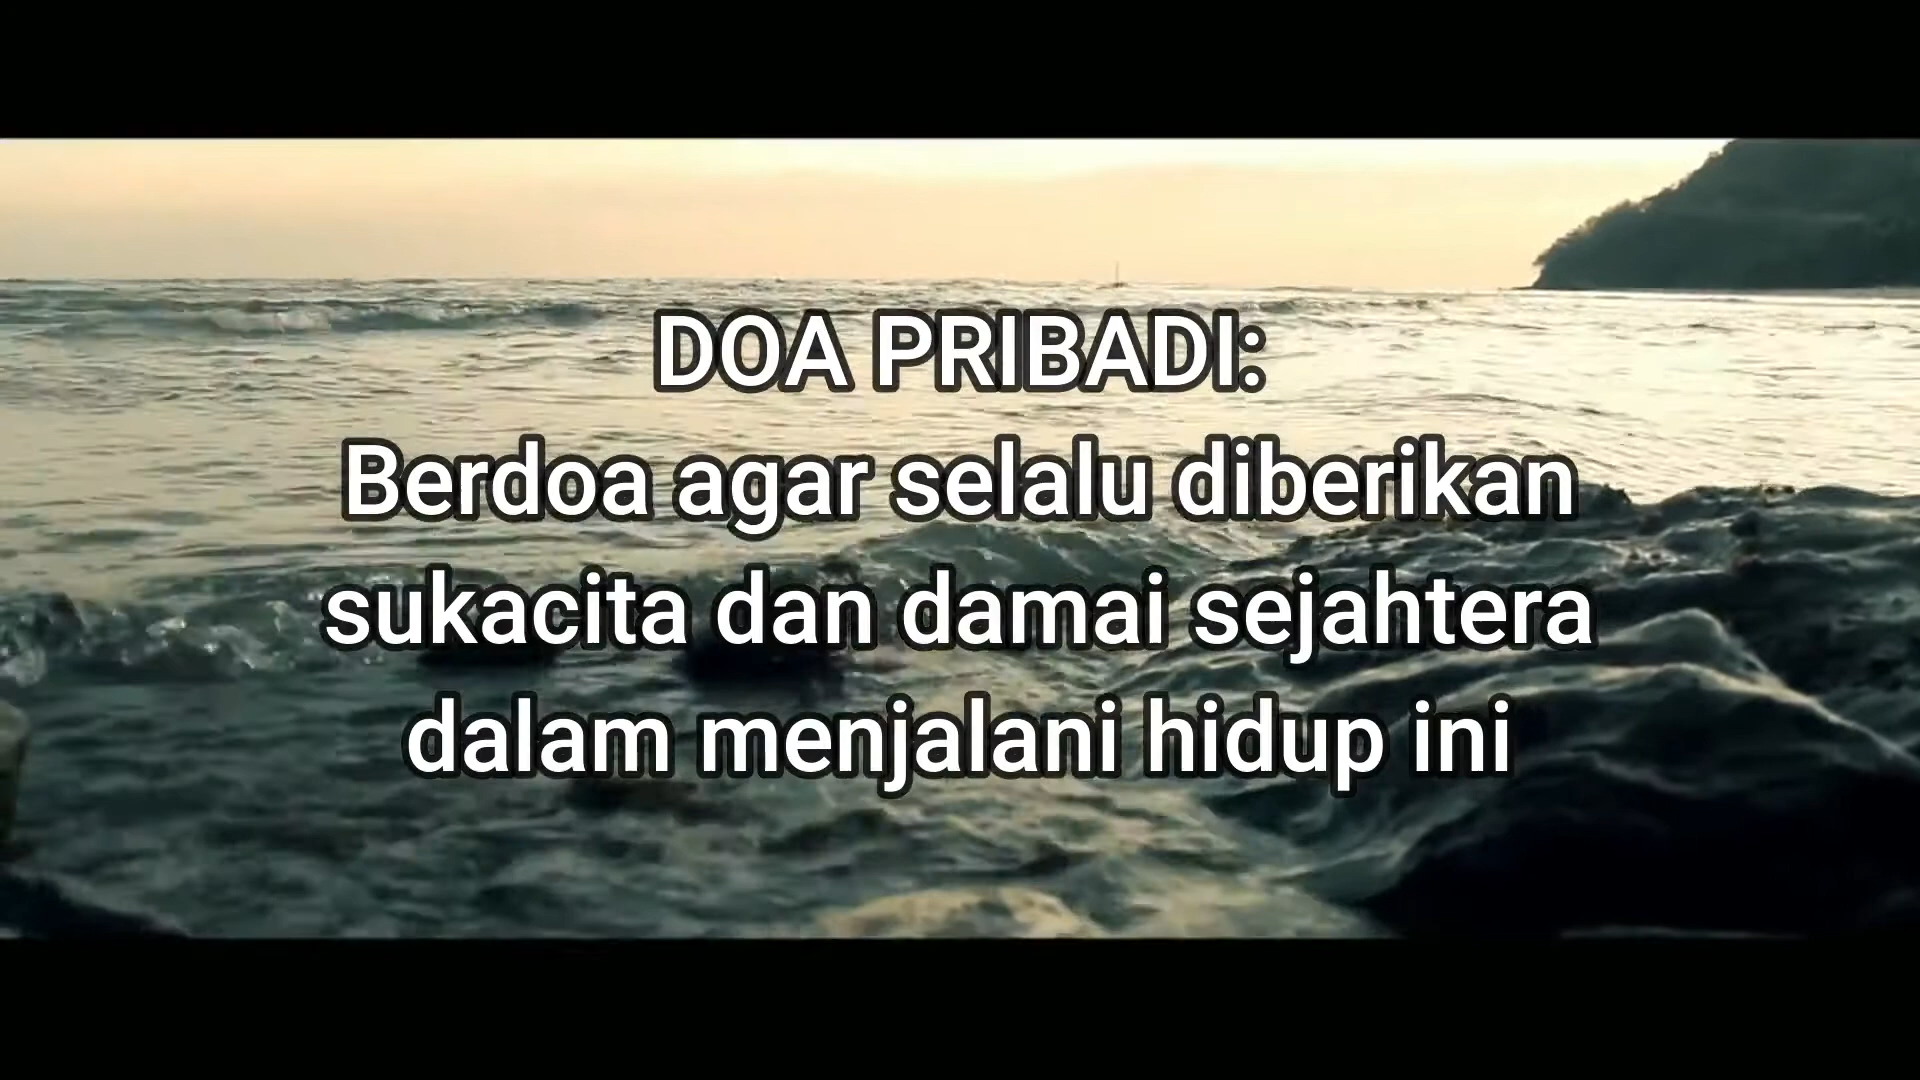 DOA PRIBADI:
Berdoa agar selalu diberikan
sukacita dan damai sejahtera
dalam menjalani hidup ini